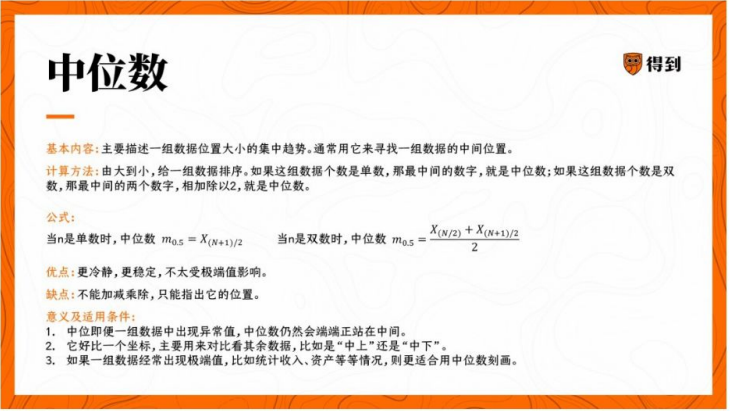 中位数
得到
基本内容：主要描述一组数据位置大小的集中趋势。通常用它来寻找一组数据的中间位置。
计算方法：由大到小，给一组数据排序。如果这组数据个数是单数，那最中间的数字，就是中位数；如果这组数据个数是双
数，那最中间的两个数字，相加除以2，就是中位数。
公式：
当n是单数时，中位数 m₀.₅ = X₍N+1₎/₂ 当n是双数时，中位数 m₀.₅ = (X₍N/2₎ + X₍N+1₎/₂) / 2
优点：更冷静，更稳定，不太受极端值影响。
缺点：不能加减乘除，只能指出它的位置。
意义及适用条件：
1. 中位即便一组数据中出现异常值，中位数仍然会端端正站在中间。
2. 它好比一个坐标，主要用来对比看其余数据，比如是“中上”还是“中下”。
3. 如果一组数据经常出现极端值，比如统计收入、资产等等情况，则更适合用中位数刻画。